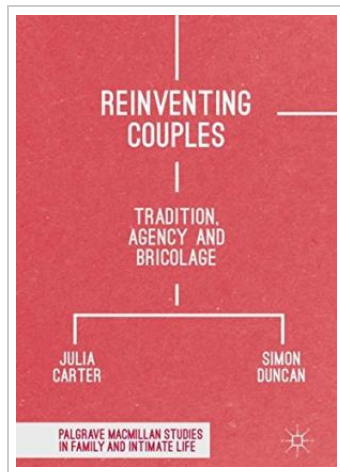 REINVENTING
COUPLES
TRADITION,
AGENCY AND
BRICOLAGE
JULIA
CARTER
SIMON
DUNCAN
PALGRAVE MACMILLAN STUDIES
IN FAMILY AND INTIMATE LIFE